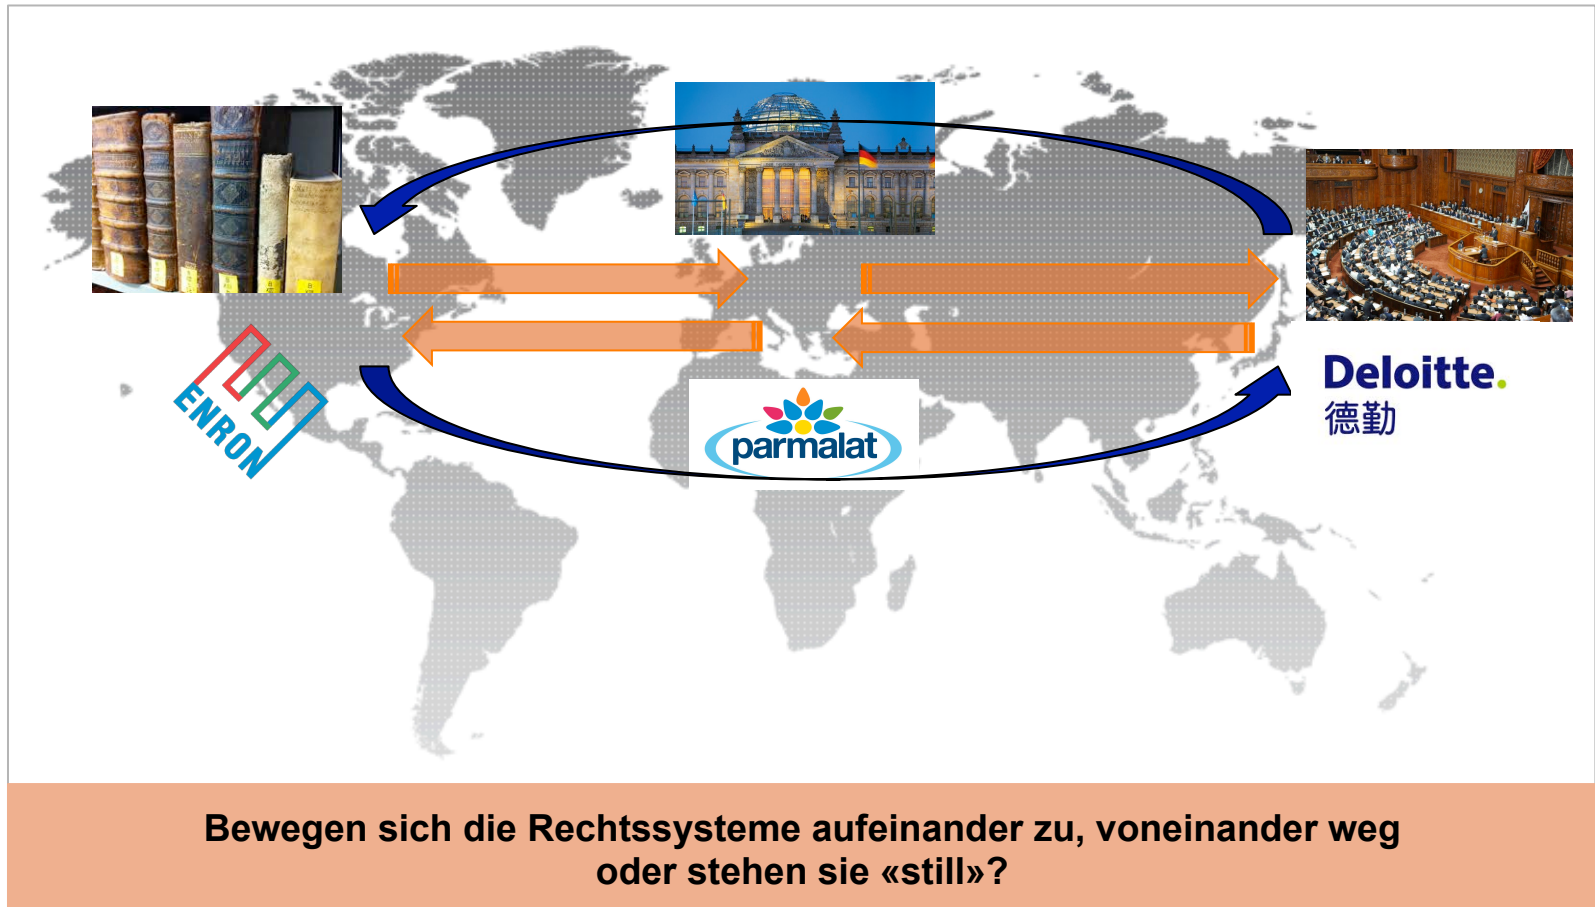 ENRON
parmalat
Deloitte.
德勤
Bewegen sich die Rechtssysteme aufeinander zu, voneinander weg
oder stehen sie «still»?